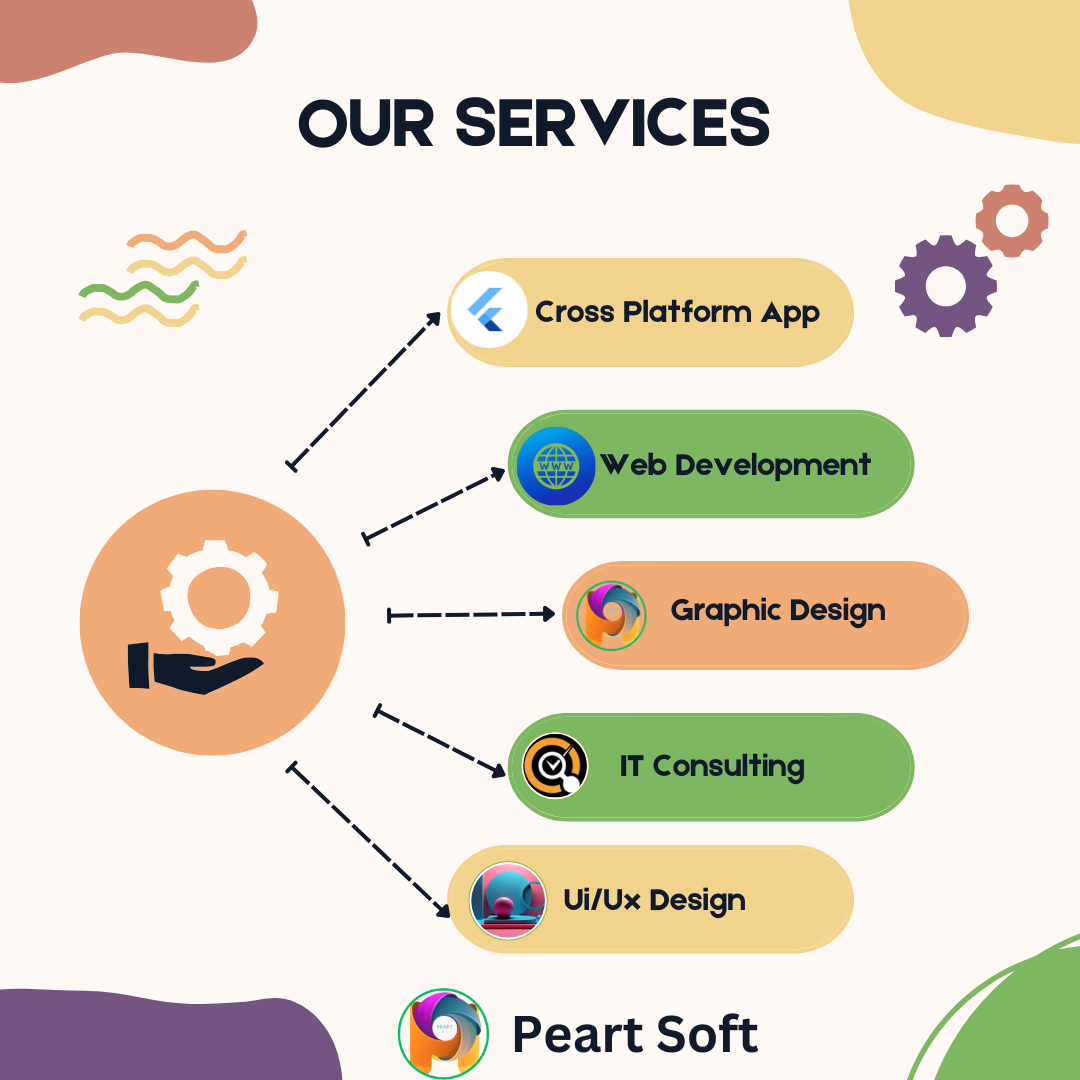 OUR SERVICES
Cross Platform App
WWW
Web Development
Graphic Design
IT Consulting
Ui/Ux Design
PEART
Peart Soft